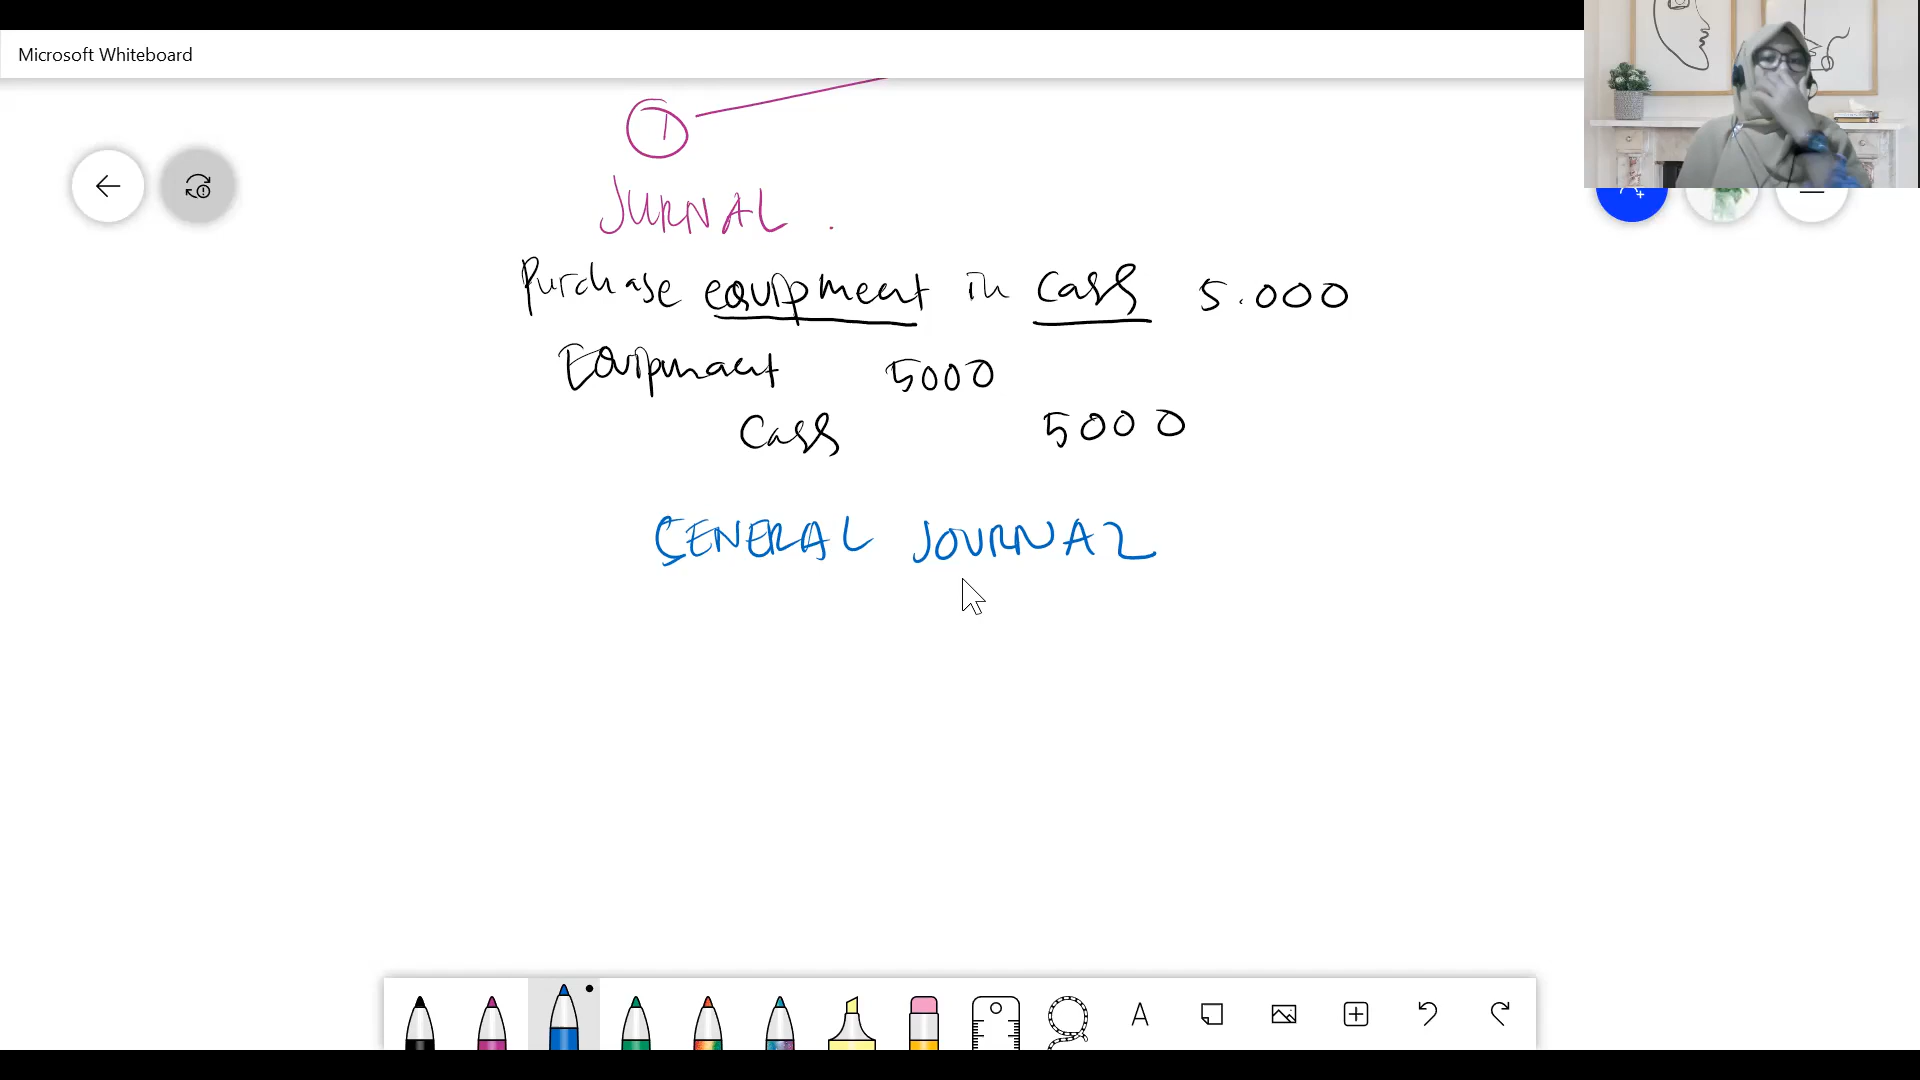 Microsoft Whiteboard
1
JURNAL.
Purchase equipment in cash 5.000
Equipment 5000
Cash 5000
GENERAL JOURNAL
A